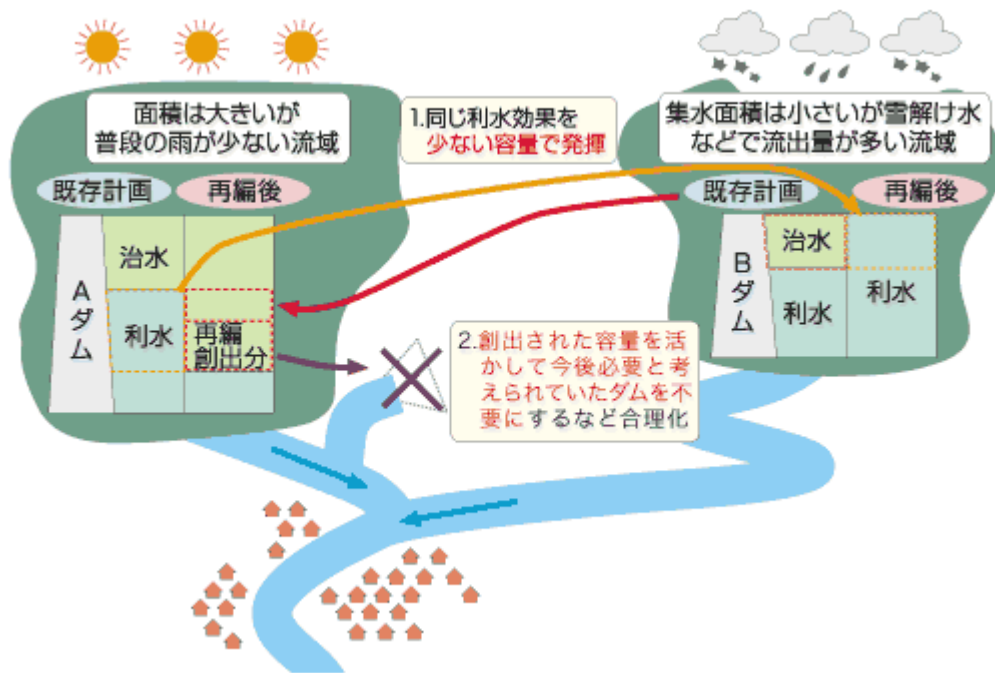 面積は大きいが
普段の雨が少ない流域
1.同じ利水効果を
少ない容量で発揮
集水面積は小さいが雪解け水
などで流出量が多い流域
既存計画
再編後
既存計画
再編後
Aダム
治水
利水
再編
創出分
Bダム
治水
利水
利水
2.創出された容量を活
かして今後必要と考
えられていたダムを不
要にするなど合理化